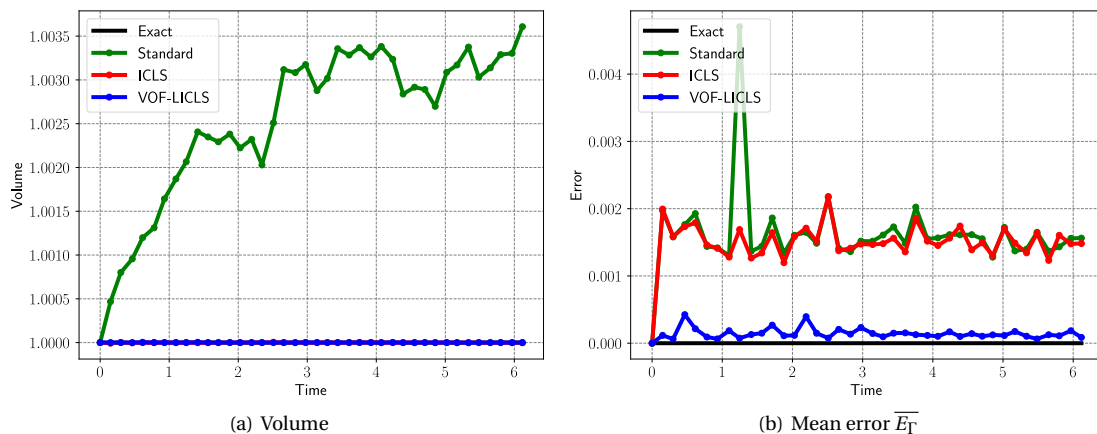 Exact
Standard
ICLS
VOF-LICLS
1.0035
1.0030
1.0025
1.0020
1.0015
1.0010
1.0005
1.0000
Volume
0 1 2 3 4 5 6
Time
(a) Volume
Exact
Standard
ICLS
VOF-LICLS
0.004
0.003
0.002
0.001
0.000
Error
0 1 2 3 4 5 6
Time
(b) Mean error $\overline{E_\Gamma}$